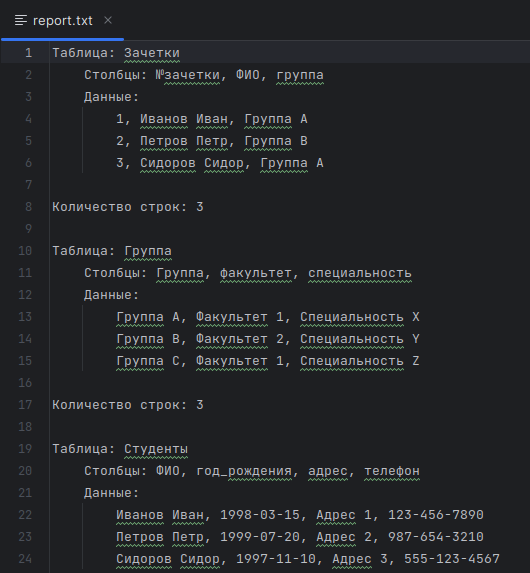 report.txt
1 Таблица: Зачетки
2 Столбцы: №зачетки, ФИО, группа
3 Данные:
4 1, Иванов Иван, Группа A
5 2, Петров Петр, Группа B
6 3, Сидоров Сидор, Группа A
7
8 Количество строк: 3
9
10 Таблица: Группа
11 Столбцы: Группа, факультет, специальность
12 Данные:
13 Группа A, Факультет 1, Специальность X
14 Группа B, Факультет 2, Специальность Y
15 Группа C, Факультет 1, Специальность Z
16
17 Количество строк: 3
18
19 Таблица: Студенты
20 Столбцы: ФИО, год_рождения, адрес, телефон
21 Данные:
22 Иванов Иван, 1998-03-15, Адрес 1, 123-456-7890
23 Петров Петр, 1999-07-20, Адрес 2, 987-654-3210
24 Сидоров Сидор, 1997-11-10, Адрес 3, 555-123-4567